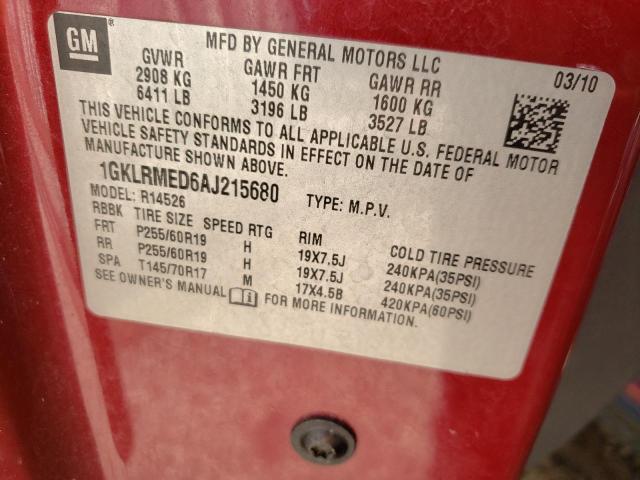 GM
MFD BY GENERAL MOTORS LLC
03/10
GVWR GAWR FRT GAWR RR
2908 KG 1450 KG 1600 KG
6411 LB 3196 LB 3527 LB
THIS VEHICLE CONFORMS TO ALL APPLICABLE U.S. FEDERAL MOTOR
VEHICLE SAFETY STANDARDS IN EFFECT ON THE DATE OF
MANUFACTURE SHOWN ABOVE.
1GKLRMED6AJ215680 TYPE: M.P.V.
MODEL: R14526
RBBK TIRE SIZE SPEED RTG RIM COLD TIRE PRESSURE
FRT P255/60R19 H 19X7.5J 240KPA(35PSI)
RR P255/60R19 H 19X7.5J 240KPA(35PSI)
SPA T145/70R17 M 17X4.5B 420KPA(60PSI)
SEE OWNER'S MANUAL FOR MORE INFORMATION.